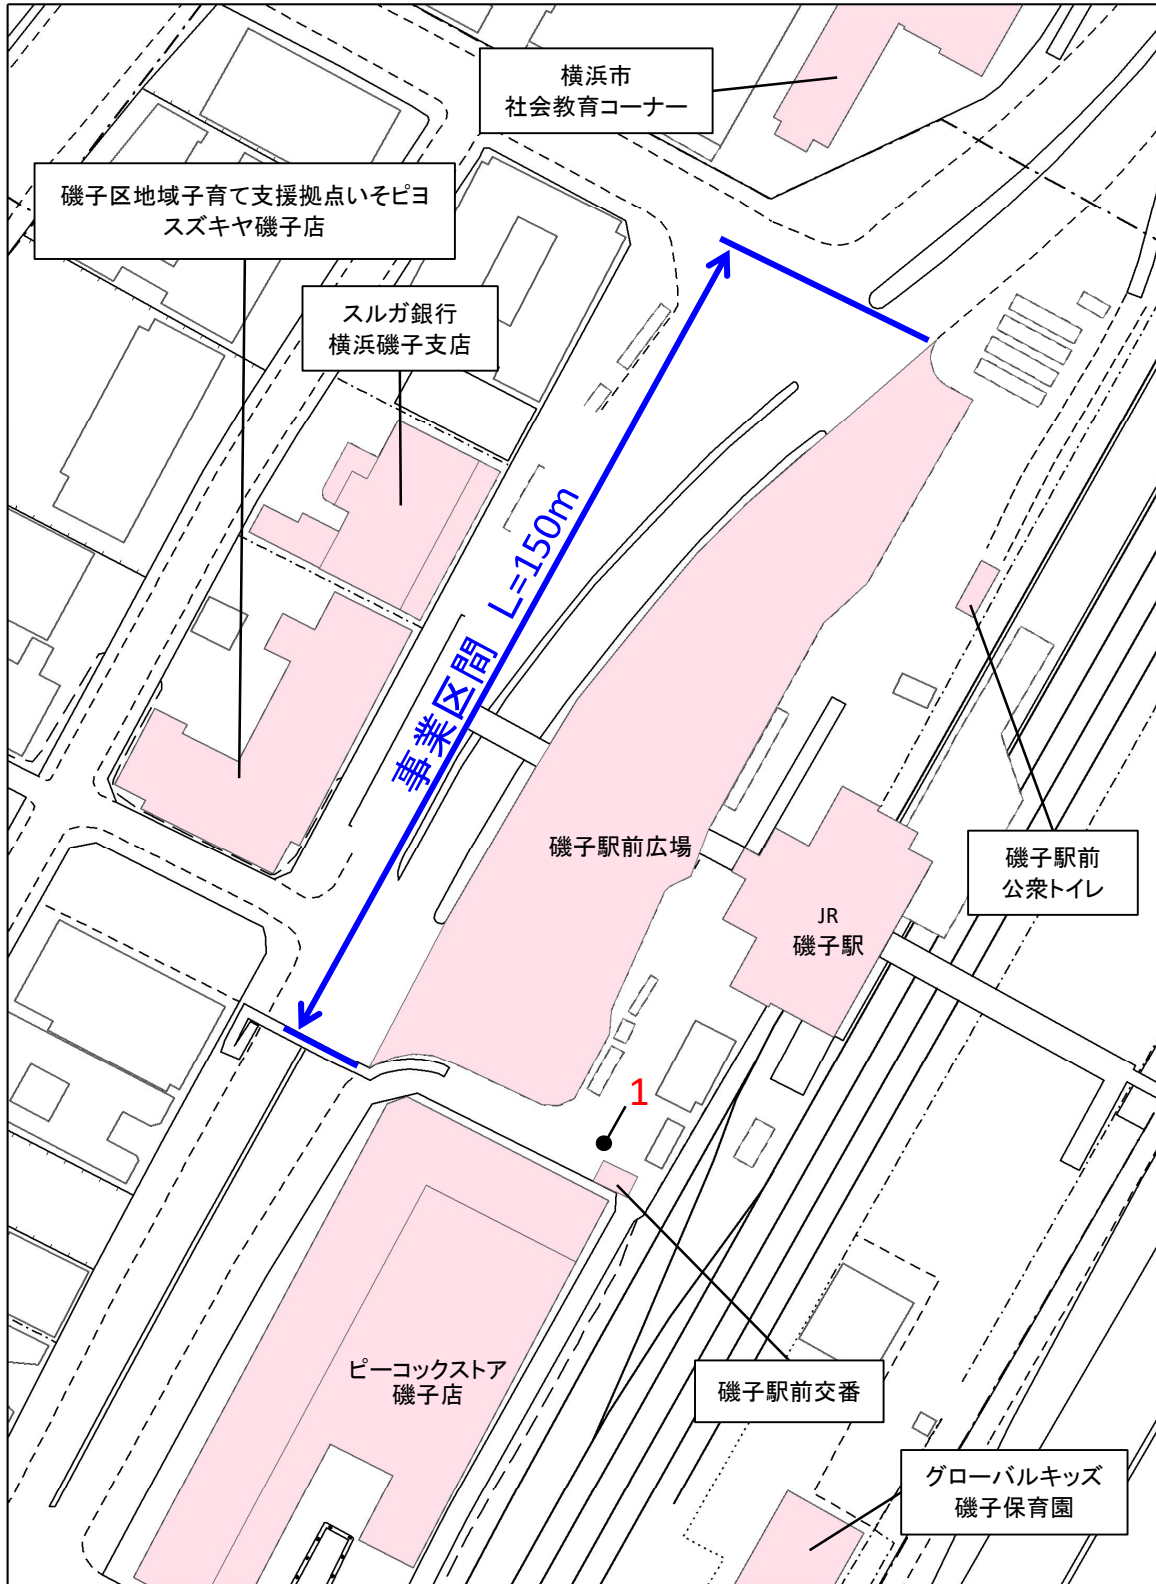 横浜市
社会教育コーナー
磯子区地域子育て支援拠点いそピヨ
スズキヤ磯子店
スルガ銀行
横浜磯子支店
事業区間 L=150m
磯子駅前広場
磯子駅前
公衆トイレ
JR
磯子駅
1
ピーコックストア
磯子店
磯子駅前交番
グローバルキッズ
磯子保育園